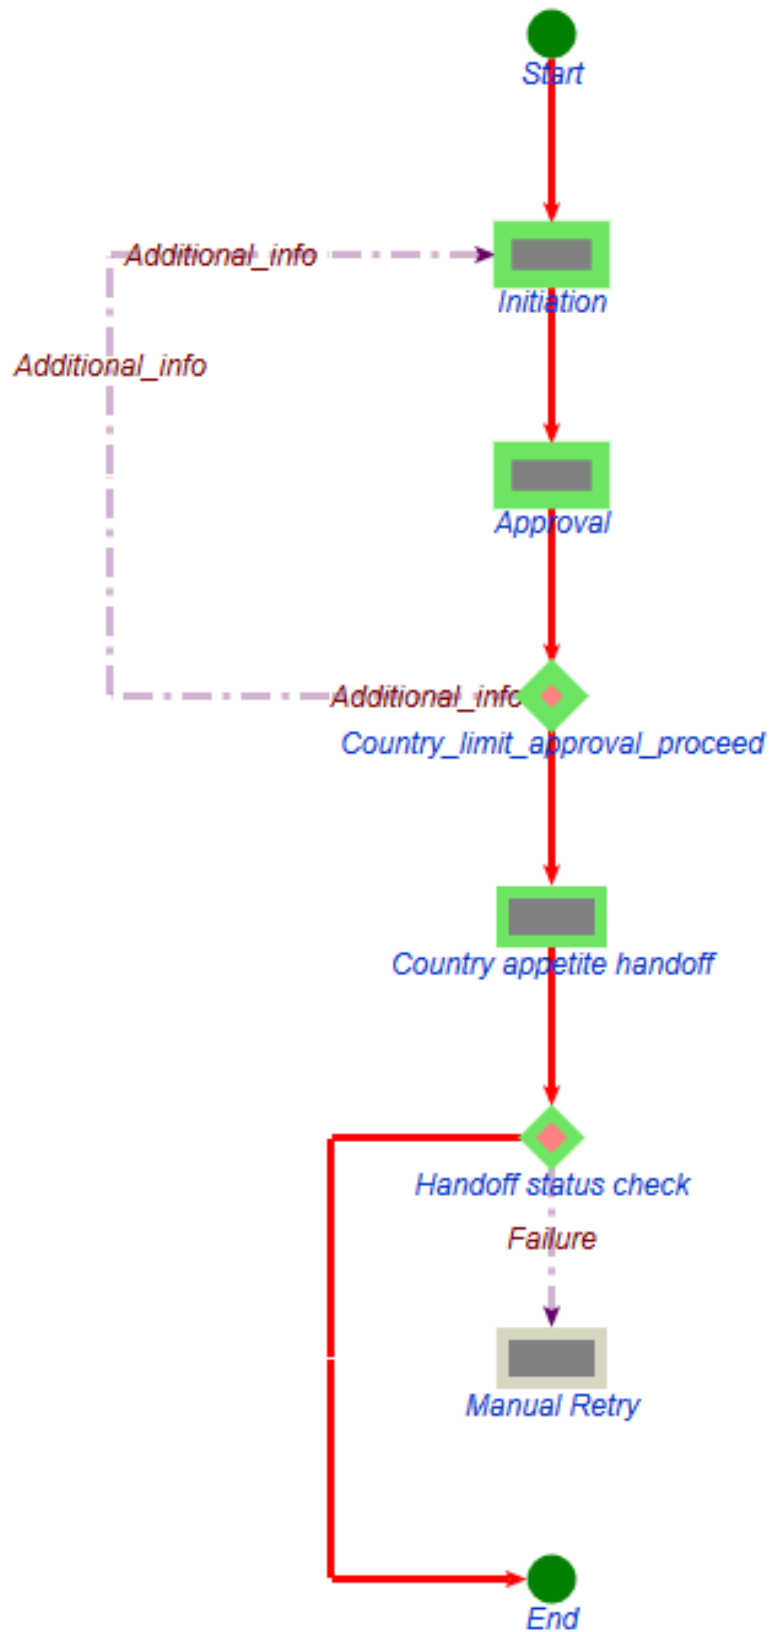 Start
Additional_info
Initiation
Additional_info
Approval
Additional_info
Country_limit_approval_proceed
Country appetite handoff
Handoff status check
Failure
Manual Retry
End